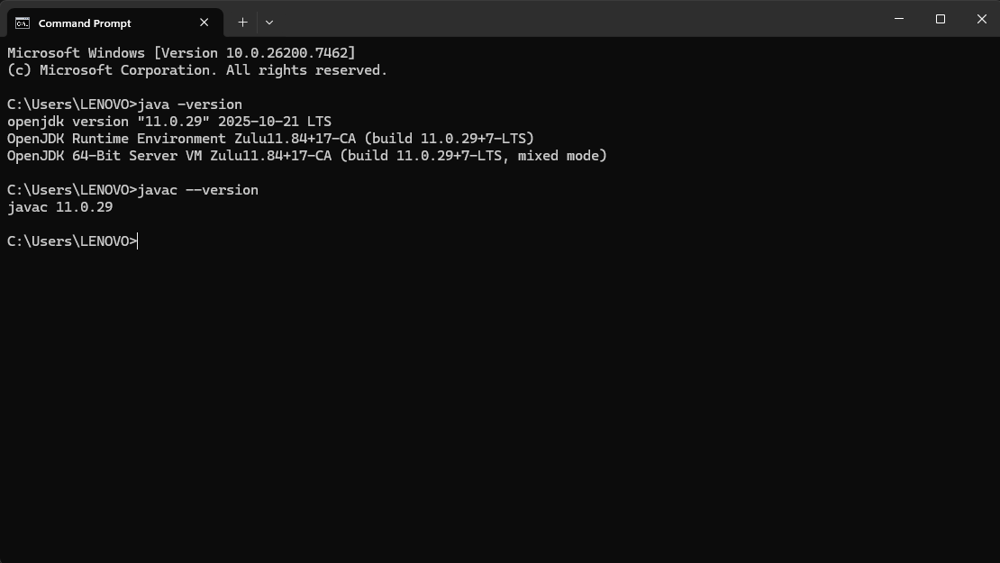 Command Prompt
Microsoft Windows [Version 10.0.26200.7462]
(c) Microsoft Corporation. All rights reserved.
C:\Users\LENOVO>java -version
openjdk version "11.0.29" 2025-10-21 LTS
OpenJDK Runtime Environment Zulu11.84+17-CA (build 11.0.29+7-LTS)
OpenJDK 64-Bit Server VM Zulu11.84+17-CA (build 11.0.29+7-LTS, mixed mode)
C:\Users\LENOVO>javac --version
javac 11.0.29
C:\Users\LENOVO>